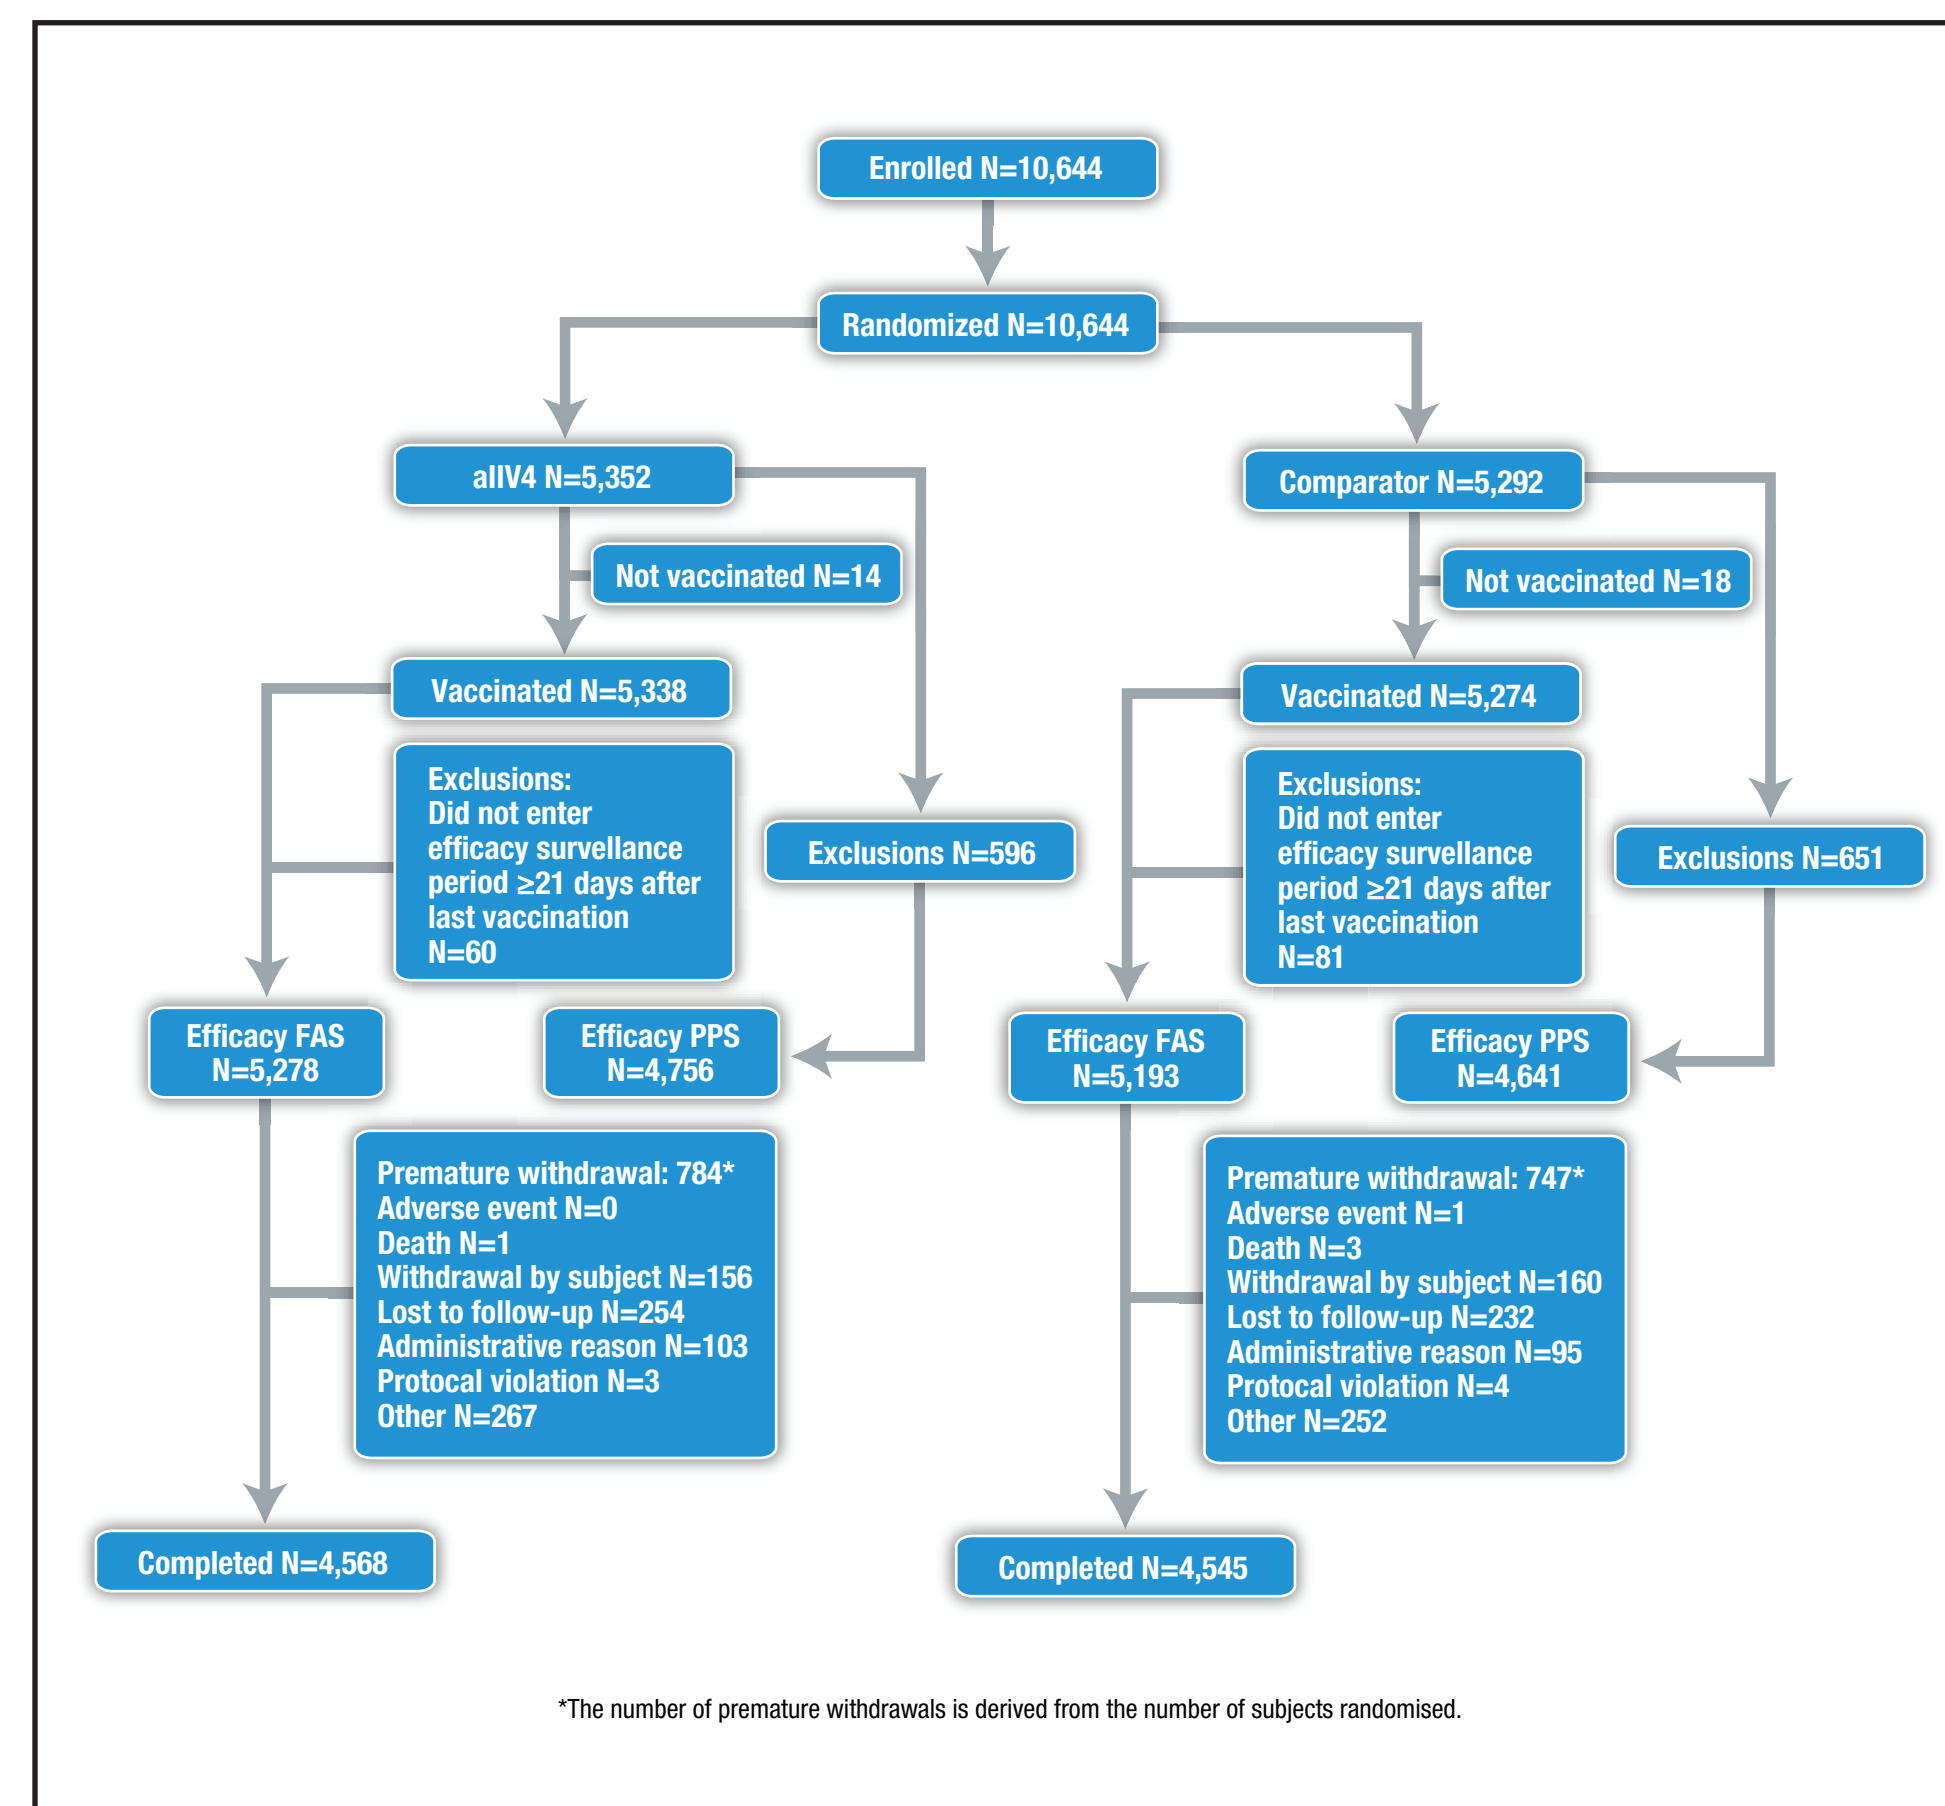 Enrolled N=10,644
Randomized N=10,644
aIIV4 N=5,352
Not vaccinated N=14
Vaccinated N=5,338
Exclusions:
Did not enter
efficacy survellance
period ≥21 days after
last vaccination
N=60
Exclusions N=596
Efficacy FAS
N=5,278
Efficacy PPS
N=4,756
Premature withdrawal: 784*
Adverse event N=0
Death N=1
Withdrawal by subject N=156
Lost to follow-up N=254
Administrative reason N=103
Protocal violation N=3
Other N=267
Completed N=4,568
Comparator N=5,292
Not vaccinated N=18
Vaccinated N=5,274
Exclusions:
Did not enter
efficacy survellance
period ≥21 days after
last vaccination
N=81
Exclusions N=651
Efficacy FAS
N=5,193
Efficacy PPS
N=4,641
Premature withdrawal: 747*
Adverse event N=1
Death N=3
Withdrawal by subject N=160
Lost to follow-up N=232
Administrative reason N=95
Protocal violation N=4
Other N=252
Completed N=4,545
*The number of premature withdrawals is derived from the number of subjects randomised.